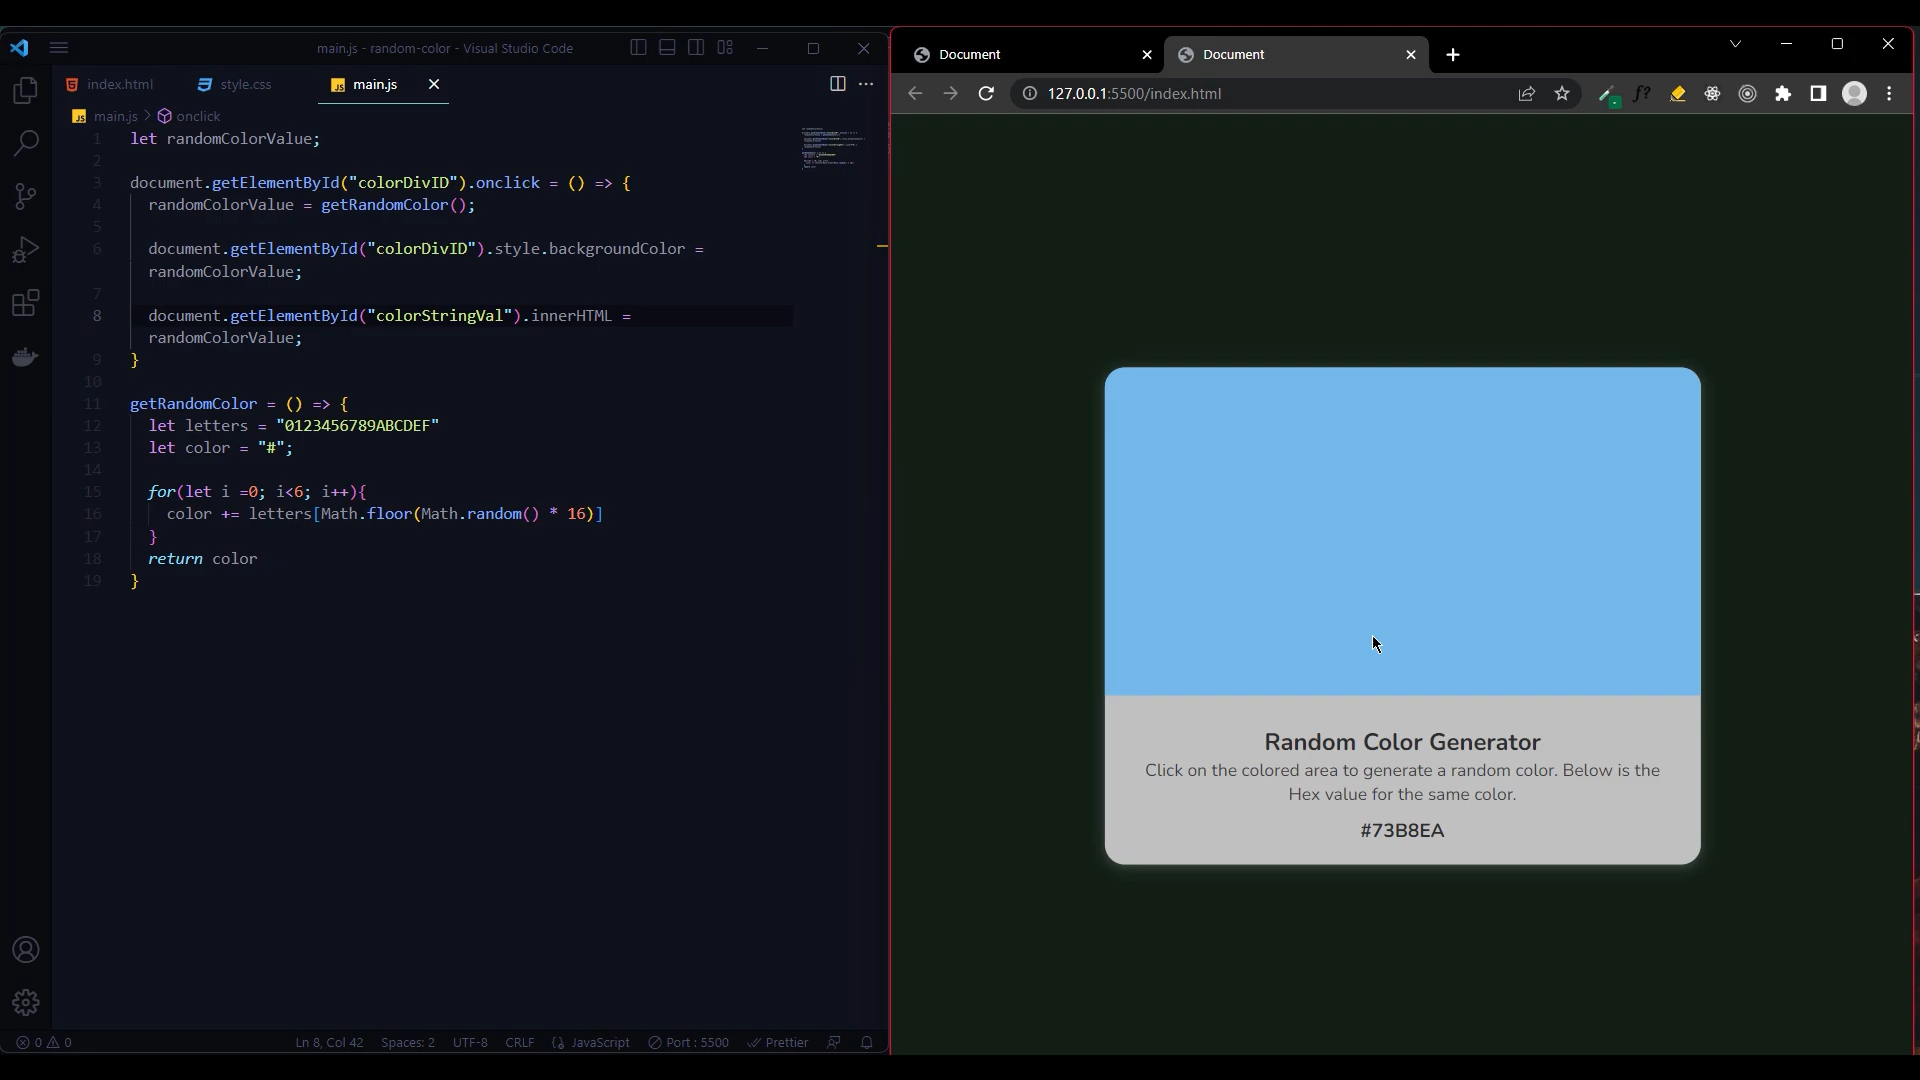 main.js - random-color - Visual Studio Code
index.html
style.css
JS main.js
JS main.js > onclick
1 let randomColorValue;
2
3 document.getElementById("colorDivID").onclick = () => {
4 randomColorValue = getRandomColor();
5
6 document.getElementById("colorDivID").style.backgroundColor =
randomColorValue;
7
8 document.getElementById("colorStringVal").innerHTML =
randomColorValue;
9 }
10
11 getRandomColor = () => {
12 let letters = "0123456789ABCDEF"
13 let color = "#";
14
15 for(let i =0; i<6; i++){
16 color += letters[Math.floor(Math.random() * 16)]
17 }
18 return color
19 }
0 0
Ln 8, Col 42 Spaces: 2 UTF-8 CRLF {} JavaScript Port : 5500 Prettier
Document
Document
127.0.0.1:5500/index.html
f?
Random Color Generator
Click on the colored area to generate a random color. Below is the
Hex value for the same color.
#73B8EA